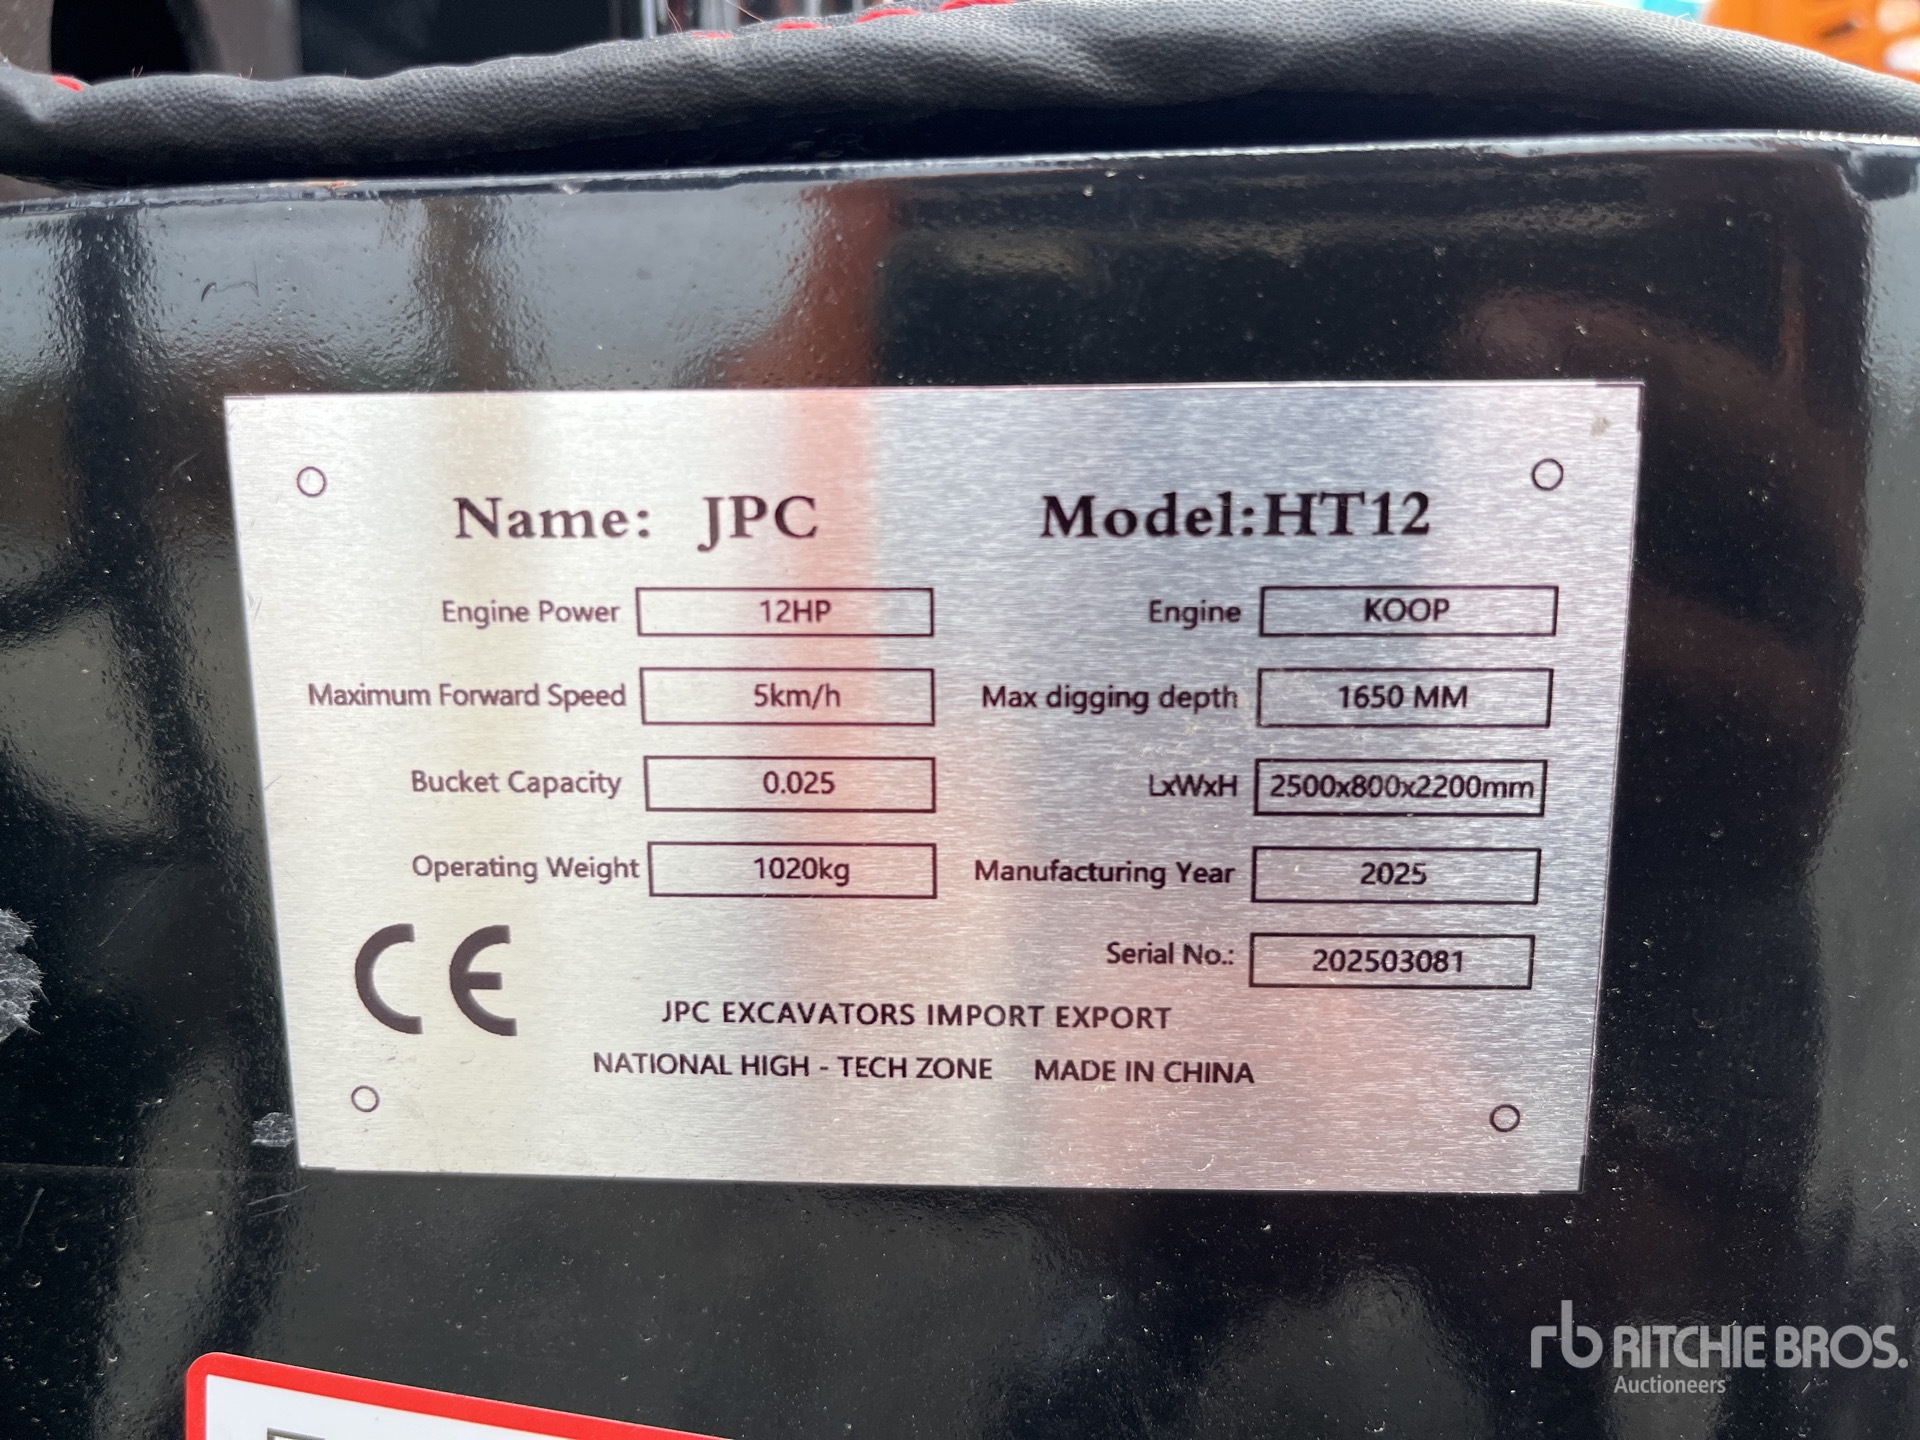 Name: JPC Model:HT12
Engine Power 12HP Engine KOOP
Maximum Forward Speed 5km/h Max digging depth 1650 MM
Bucket Capacity 0.025 LxWxH 2500x800x2200mm
Operating Weight 1020kg Manufacturing Year 2025
CE Serial No.: 202503081
JPC EXCAVATORS IMPORT EXPORT
NATIONAL HIGH - TECH ZONE MADE IN CHINA
rb RITCHIE BROS.
Auctioneers